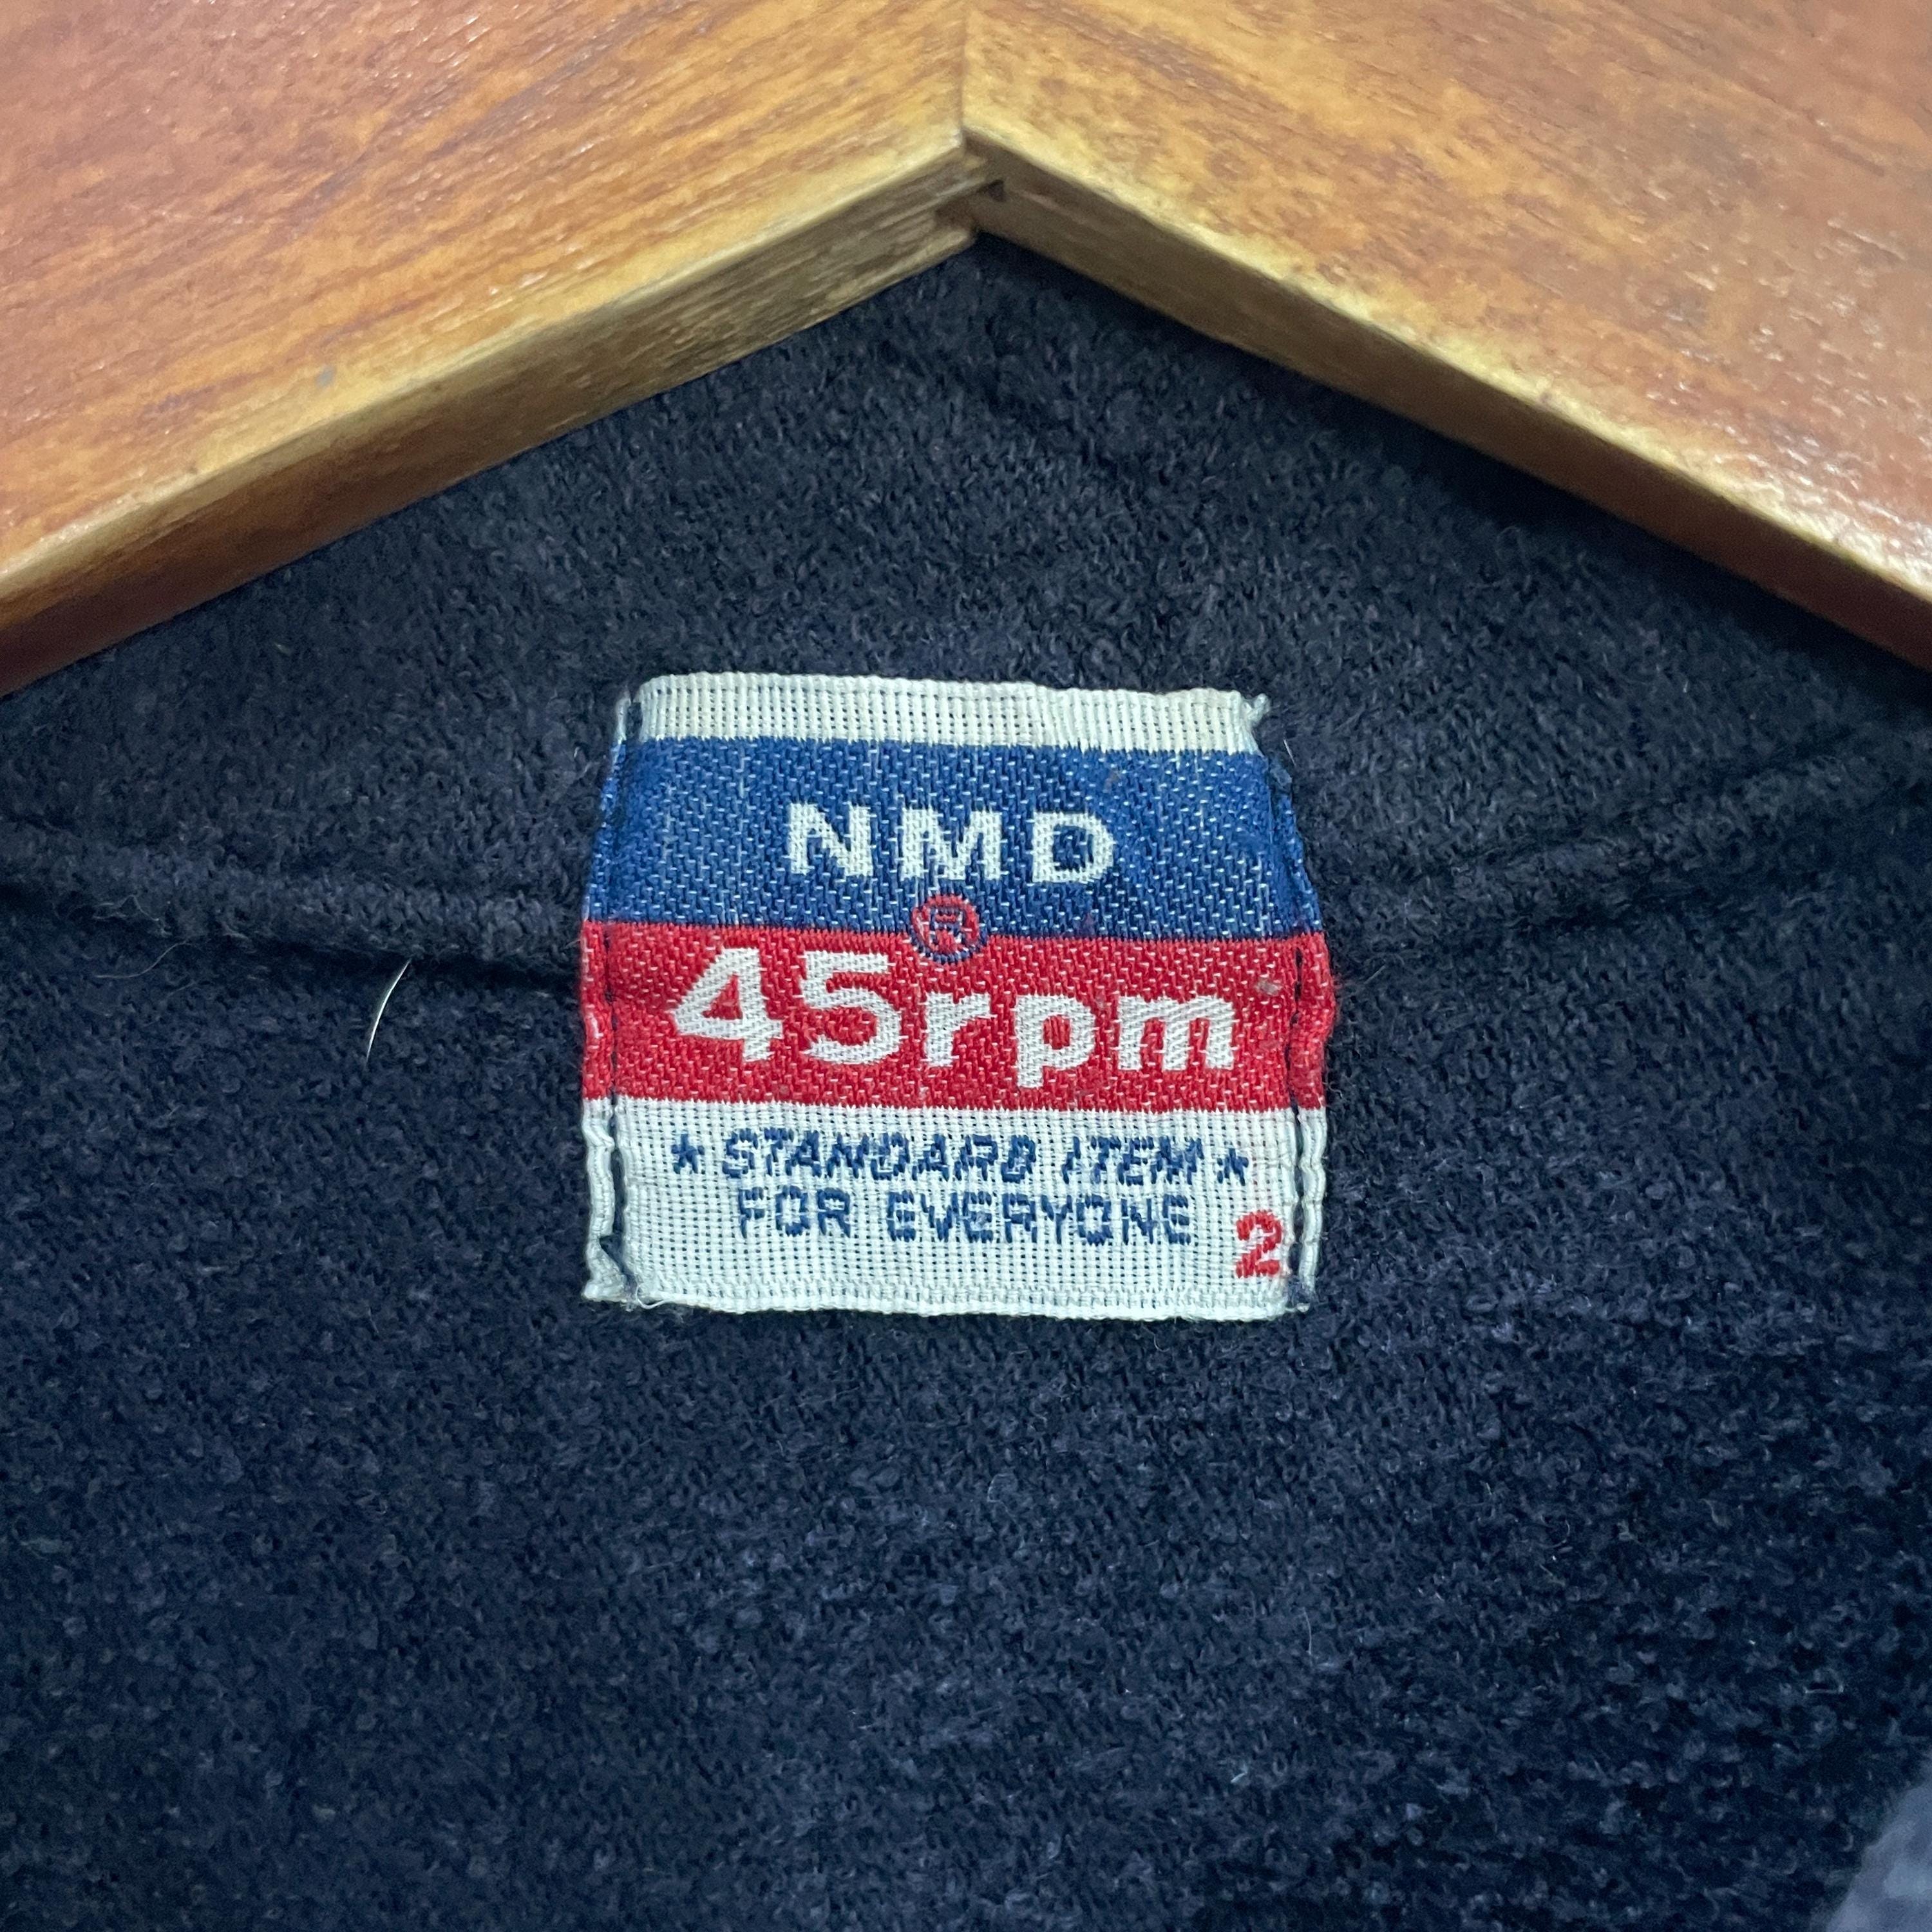 NMD
®
45rpm
★ STANDARD ITEM ★
FOR EVERYONE
2